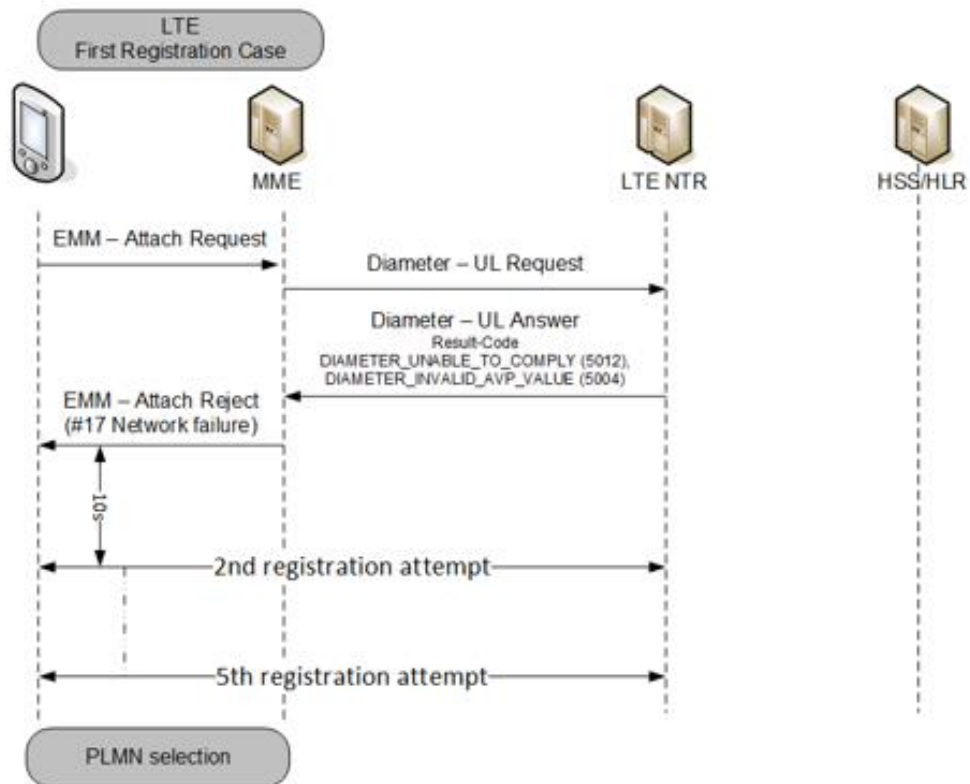 LTE
First Registration Case
MME
LTE NTR
HSS/HLR
EMM – Attach Request
Diameter – UL Request
Diameter – UL Answer
Result-Code
DIAMETER_UNABLE_TO_COMPLY (5012),
DIAMETER_INVALID_AVP_VALUE (5004)
EMM – Attach Reject
(#17 Network failure)
10s
2nd registration attempt
5th registration attempt
PLMN selection